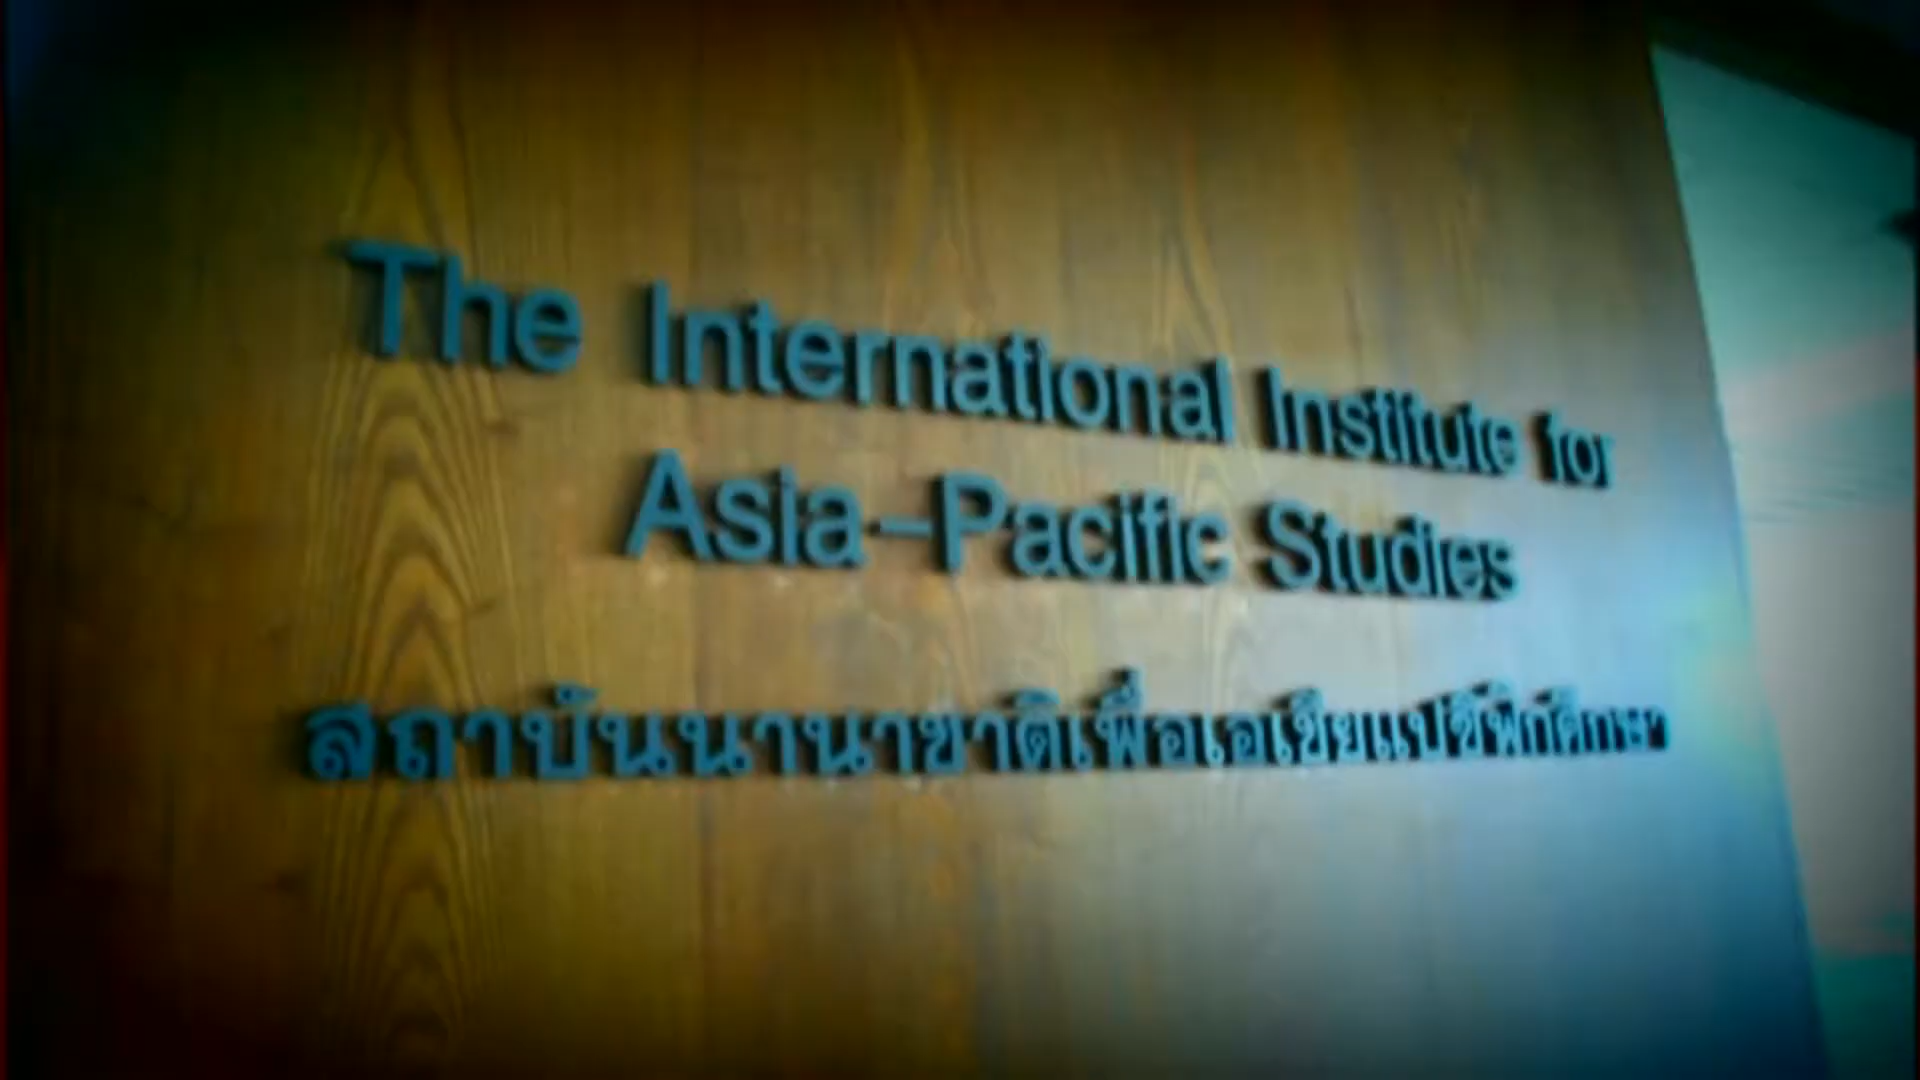 The International Institute for
Asia-Pacific Studies
สถาบันนานาชาติเพื่อเอเชียแปซิฟิกศึกษา